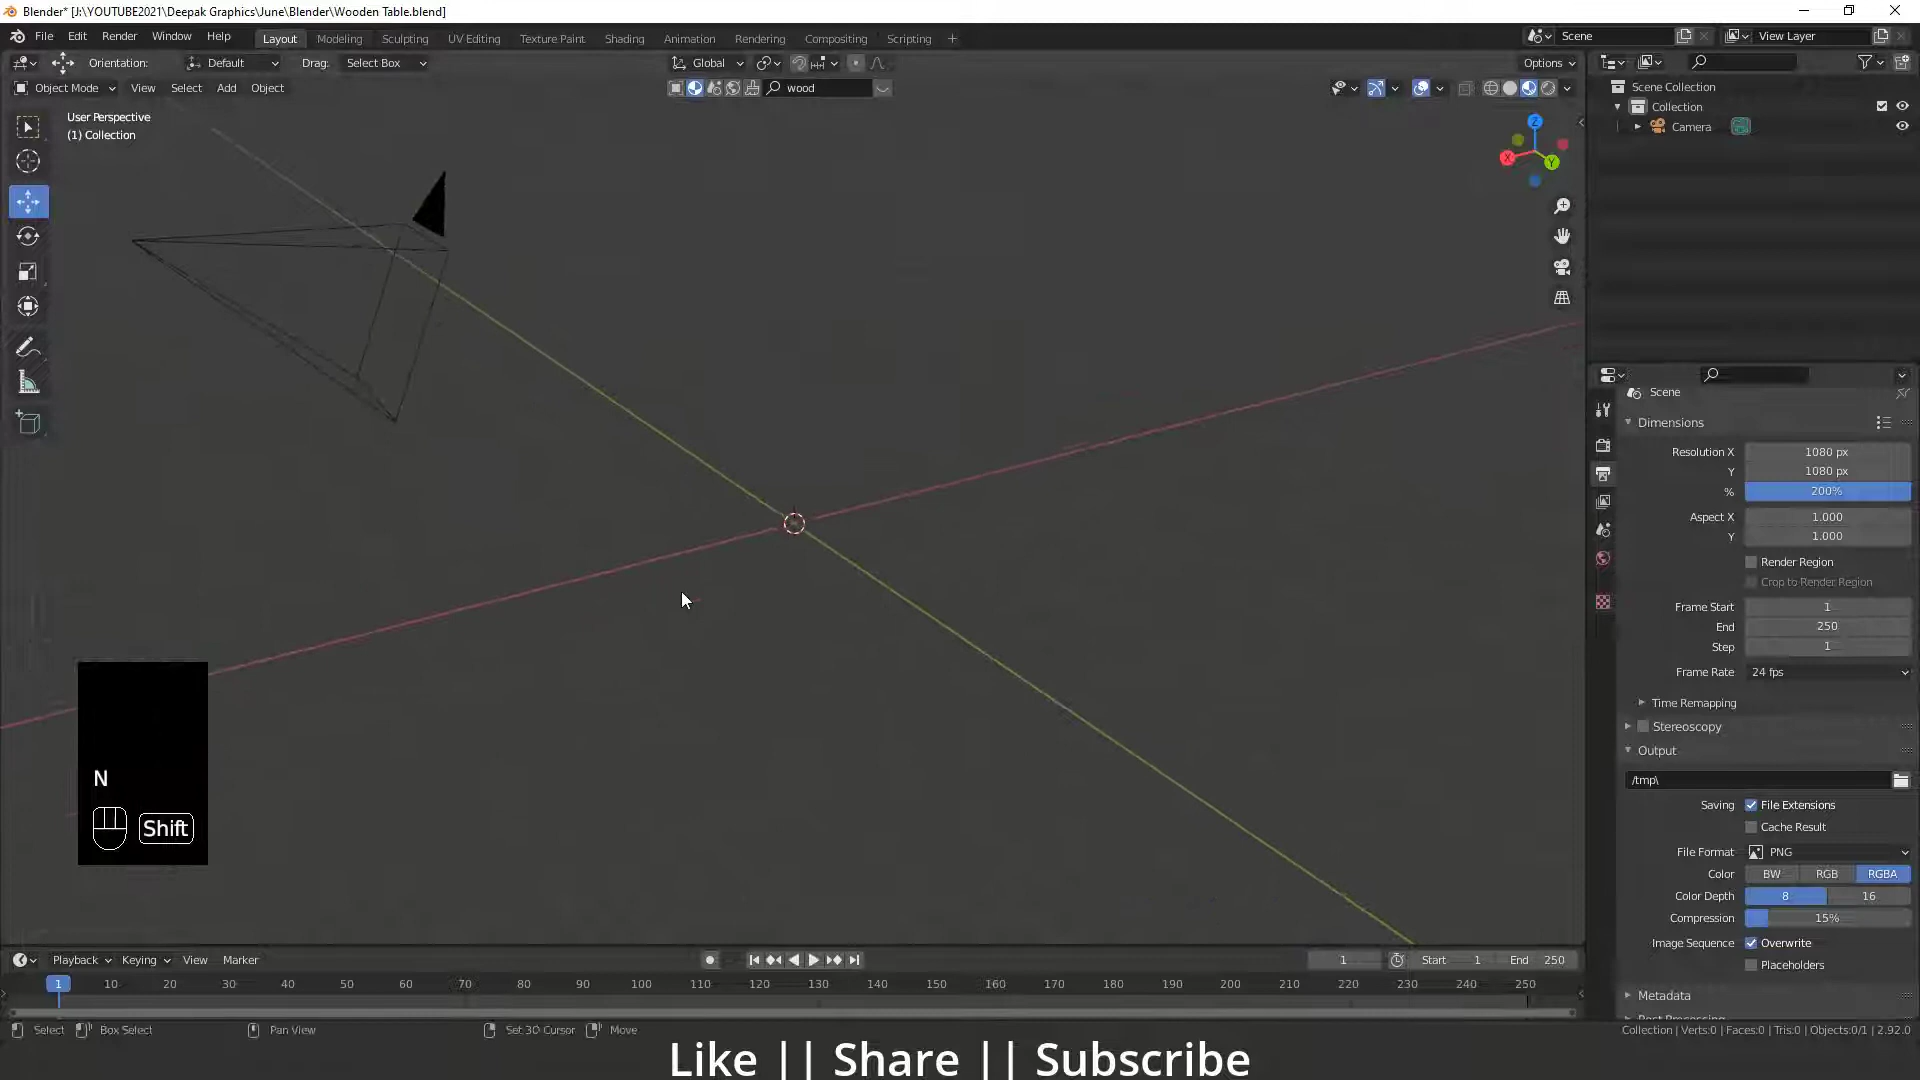 Blender* [J:\YOUTUBE2021\Deepak Graphics\June\Blender\Wooden Table.blend]
File Edit Render Window Help Layout Modeling Sculpting UV Editing Texture Paint Shading Animation Rendering Compositing Scripting + Scene View Layer
Orientation: Default Drag: Select Box Global Options
Object Mode View Select Add Object wood
User Perspective
(1) Collection
Z
X
Y
Scene Collection
Collection
Camera
Scene
Dimensions
Resolution X 1080 px
Y 1080 px
% 200%
Aspect X 1.000
Y 1.000
Render Region
Crop to Render Region
Frame Start 1
End 250
Step 1
Frame Rate 24 fps
Time Remapping
Stereoscopy
Output
/tmp\
Saving File Extensions
Cache Result
File Format PNG
Color BW RGB RGBA
Color Depth 8 16
Compression 15%
Image Sequence Overwrite
Placeholders
Metadata
N
Shift
Playback Keying View Marker 1 Start 1 End 250
1 10 20 30 40 50 60 70 80 90 100 110 120 130 140 150 160 170 180 190 200 210 220 230 240 250
Select Box Select Pan View Set 3D Cursor Move Collection | Verts:0 | Faces:0 | Tris:0 | Objects:0/1 | 2.92.0
Like || Share || Subscribe